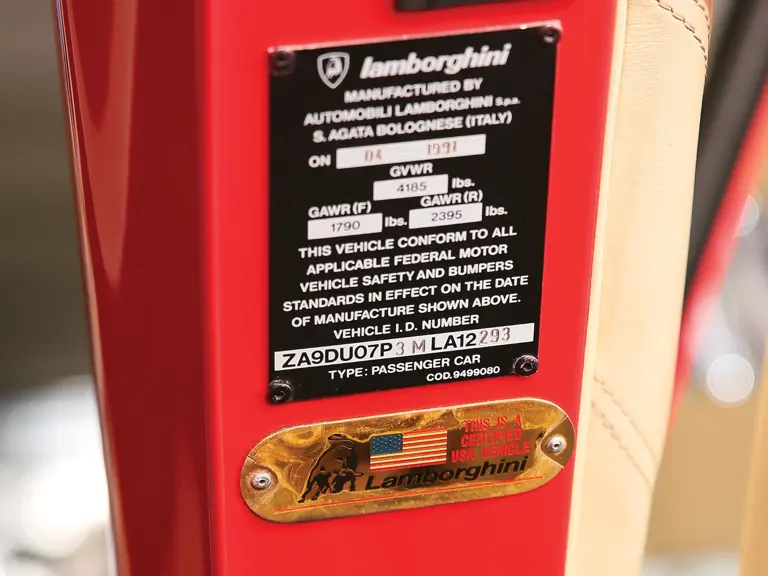 lamborghini
MANUFACTURED BY
AUTOMOBILI LAMBORGHINI S.p.a.
S. AGATA BOLOGNESE (ITALY)
ON 04 1991
GVWR
4185 lbs.
GAWR (F) GAWR (R)
1790 lbs. 2395 lbs.
THIS VEHICLE CONFORM TO ALL
APPLICABLE FEDERAL MOTOR
VEHICLE SAFETY AND BUMPERS
STANDARDS IN EFFECT ON THE DATE
OF MANUFACTURE SHOWN ABOVE.
VEHICLE I.D. NUMBER
ZA9DU07P3MLA12293
TYPE: PASSENGER CAR
COD.9499080
THIS IS A
CERTIFIED
USA VEHICLE
Lamborghini